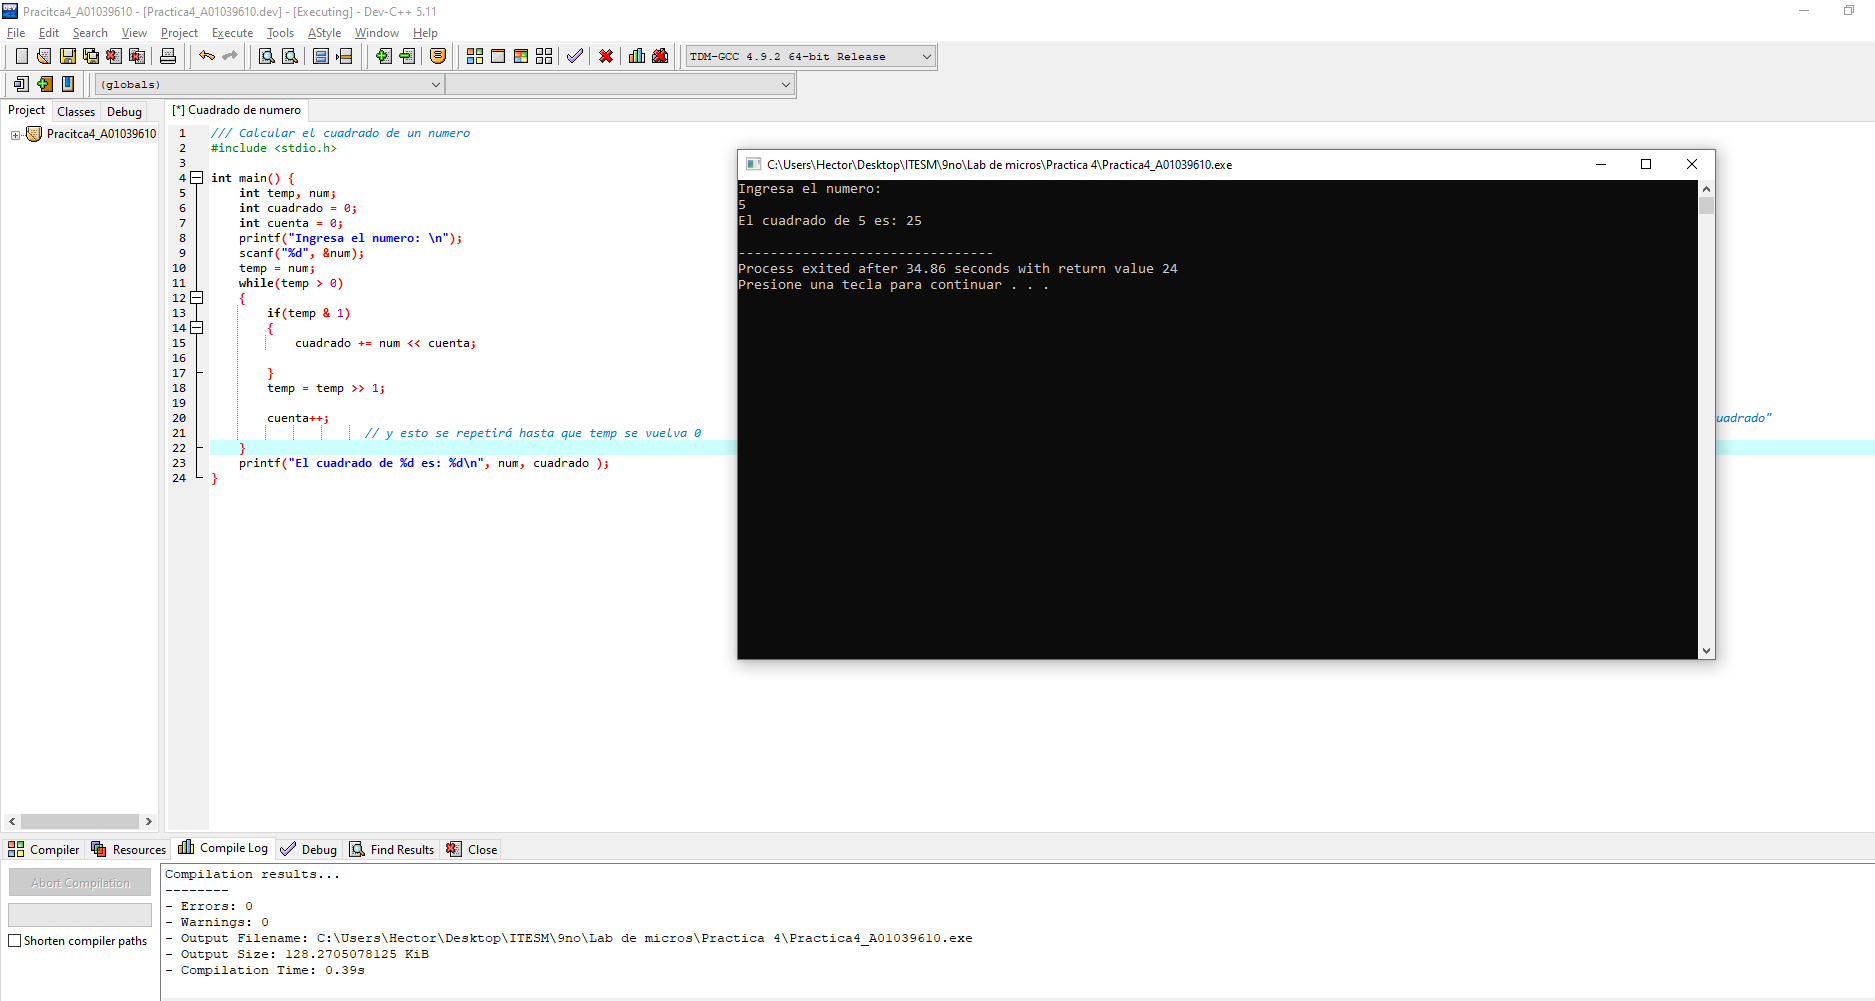 Pracitca4_A01039610 - [Practica4_A01039610.dev] - [Executing] - Dev-C++ 5.11
File Edit Search View Project Execute Tools AStyle Window Help
TDM-GCC 4.9.2 64-bit Release
(globals)
Project Classes Debug
Pracitca4_A01039610
[*] Cuadrado de numero
1 /// Calcular el cuadrado de un numero
2 #include <stdio.h>
3
4 int main() {
5 int temp, num;
6 int cuadrado = 0;
7 int cuenta = 0;
8 printf("Ingresa el numero: \n");
9 scanf("%d", &num);
10 temp = num;
11 while(temp > 0)
12 {
13 if(temp & 1)
14 {
15 cuadrado += num << cuenta;
16
17 }
18 temp = temp >> 1;
19
20 cuenta++;
uadrado"
21 // y esto se repetirá hasta que temp se vuelva 0
22 }
23 printf("El cuadrado de %d es: %d\n", num, cuadrado );
24 }
C:\Users\Hector\Desktop\ITESM\9no\Lab de micros\Practica 4\Practica4_A01039610.exe
Ingresa el numero:
5
El cuadrado de 5 es: 25
--------------------------------
Process exited after 34.86 seconds with return value 24
Presione una tecla para continuar . . .
Compiler Resources Compile Log Debug Find Results Close
Abort Compilation
Shorten compiler paths
Compilation results...
--------
- Errors: 0
- Warnings: 0
- Output Filename: C:\Users\Hector\Desktop\ITESM\9no\Lab de micros\Practica 4\Practica4_A01039610.exe
- Output Size: 128.2705078125 KiB
- Compilation Time: 0.39s